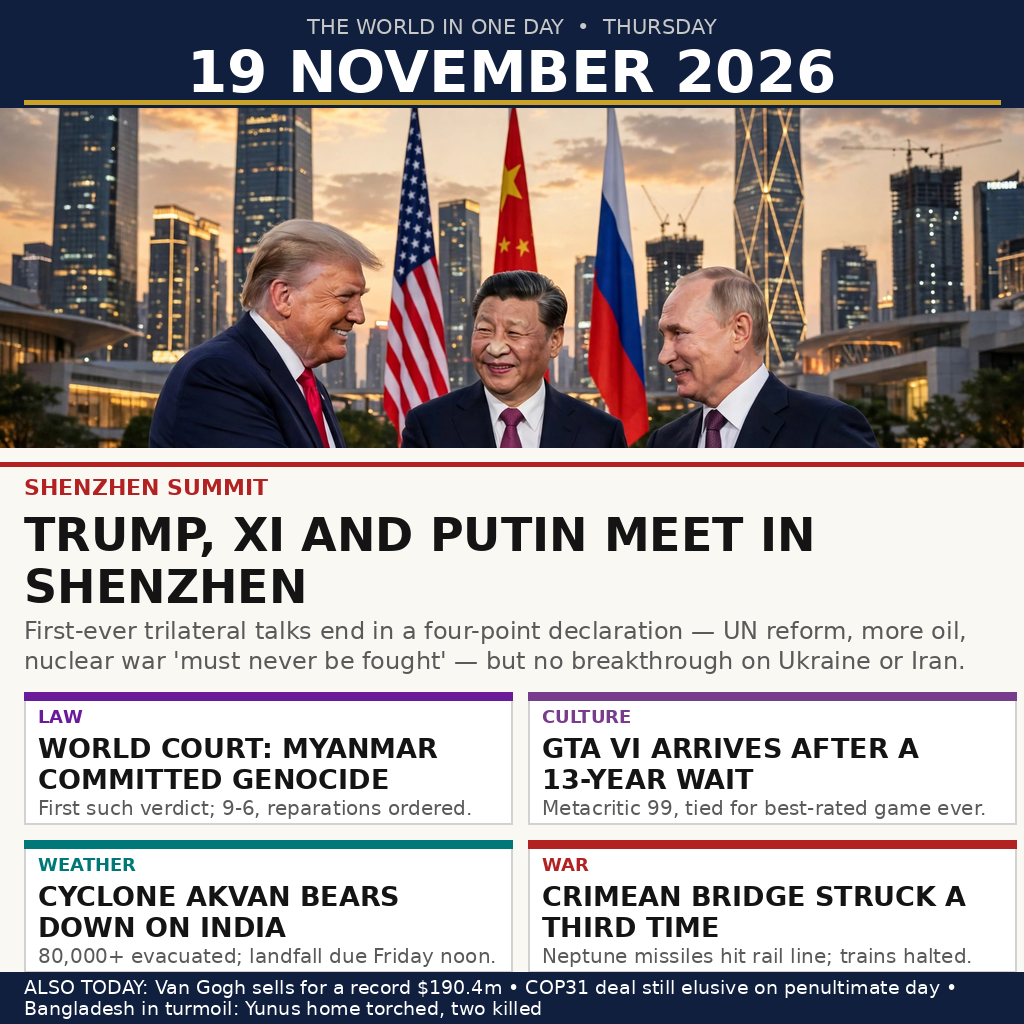 THE WORLD IN ONE DAY • THURSDAY
19 NOVEMBER 2026
SHENZHEN SUMMIT
TRUMP, XI AND PUTIN MEET IN
SHENZHEN
First-ever trilateral talks end in a four-point declaration — UN reform, more oil,
nuclear war 'must never be fought' — but no breakthrough on Ukraine or Iran.
LAW
WORLD COURT: MYANMAR
COMMITTED GENOCIDE
First such verdict; 9-6, reparations ordered.
CULTURE
GTA VI ARRIVES AFTER A
13-YEAR WAIT
Metacritic 99, tied for best-rated game ever.
WEATHER
CYCLONE AKVAN BEARS
DOWN ON INDIA
80,000+ evacuated; landfall due Friday noon.
WAR
CRIMEAN BRIDGE STRUCK A
THIRD TIME
Neptune missiles hit rail line; trains halted.
ALSO TODAY: Van Gogh sells for a record $190.4m • COP31 deal still elusive on penultimate day •
Bangladesh in turmoil: Yunus home torched, two killed